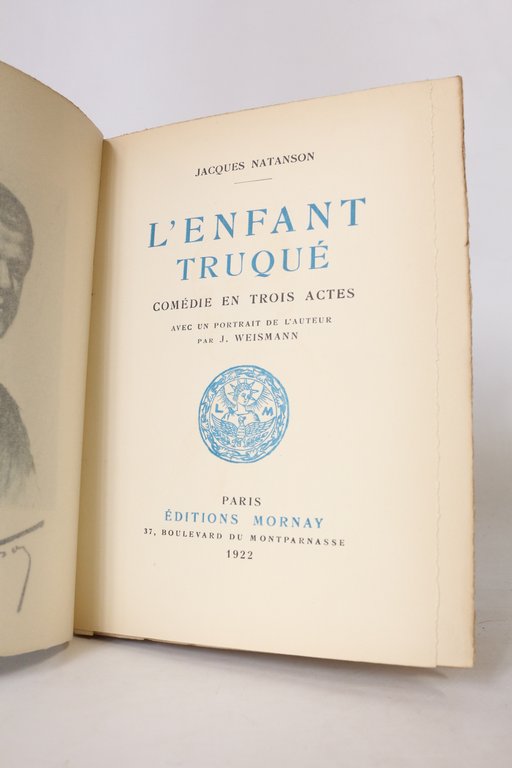 JACQUES NATANSON
L'ENFANT
TRUQUÉ
COMÉDIE EN TROIS ACTES
AVEC UN PORTRAIT DE L'AUTEUR
PAR J. WEISMANN
L M
PARIS
ÉDITIONS MORNAY
37, BOULEVARD DU MONTPARNASSE
1922